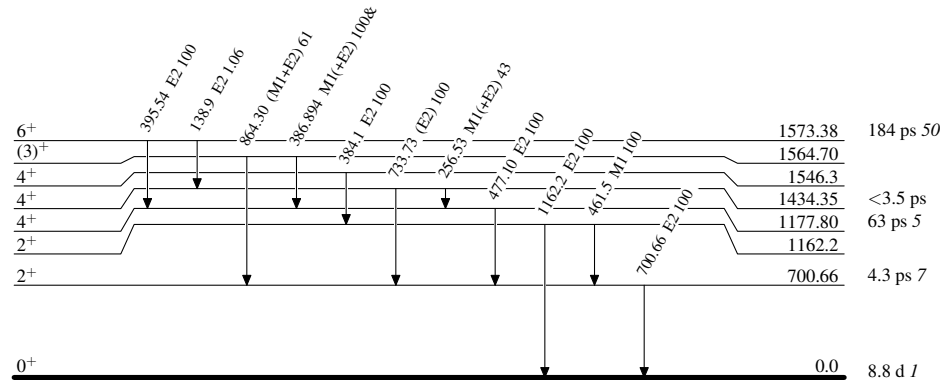 395.54 E2 100
138.9 E2 1.06
864.30 (M1+E2) 61
386.894 M1(+E2) 100&
384.1 E2 100
733.73 (E2) 100
256.53 M1(+E2) 43
477.10 E2 100
1162.2 E2 100
461.5 M1 100
700.66 E2 100
6+ 1573.38 184 ps 50
(3)+ 1564.70
4+ 1546.3
4+ 1434.35 <3.5 ps
4+ 1177.80 63 ps 5
2+ 1162.2
2+ 700.66 4.3 ps 7
0+ 0.0 8.8 d 1